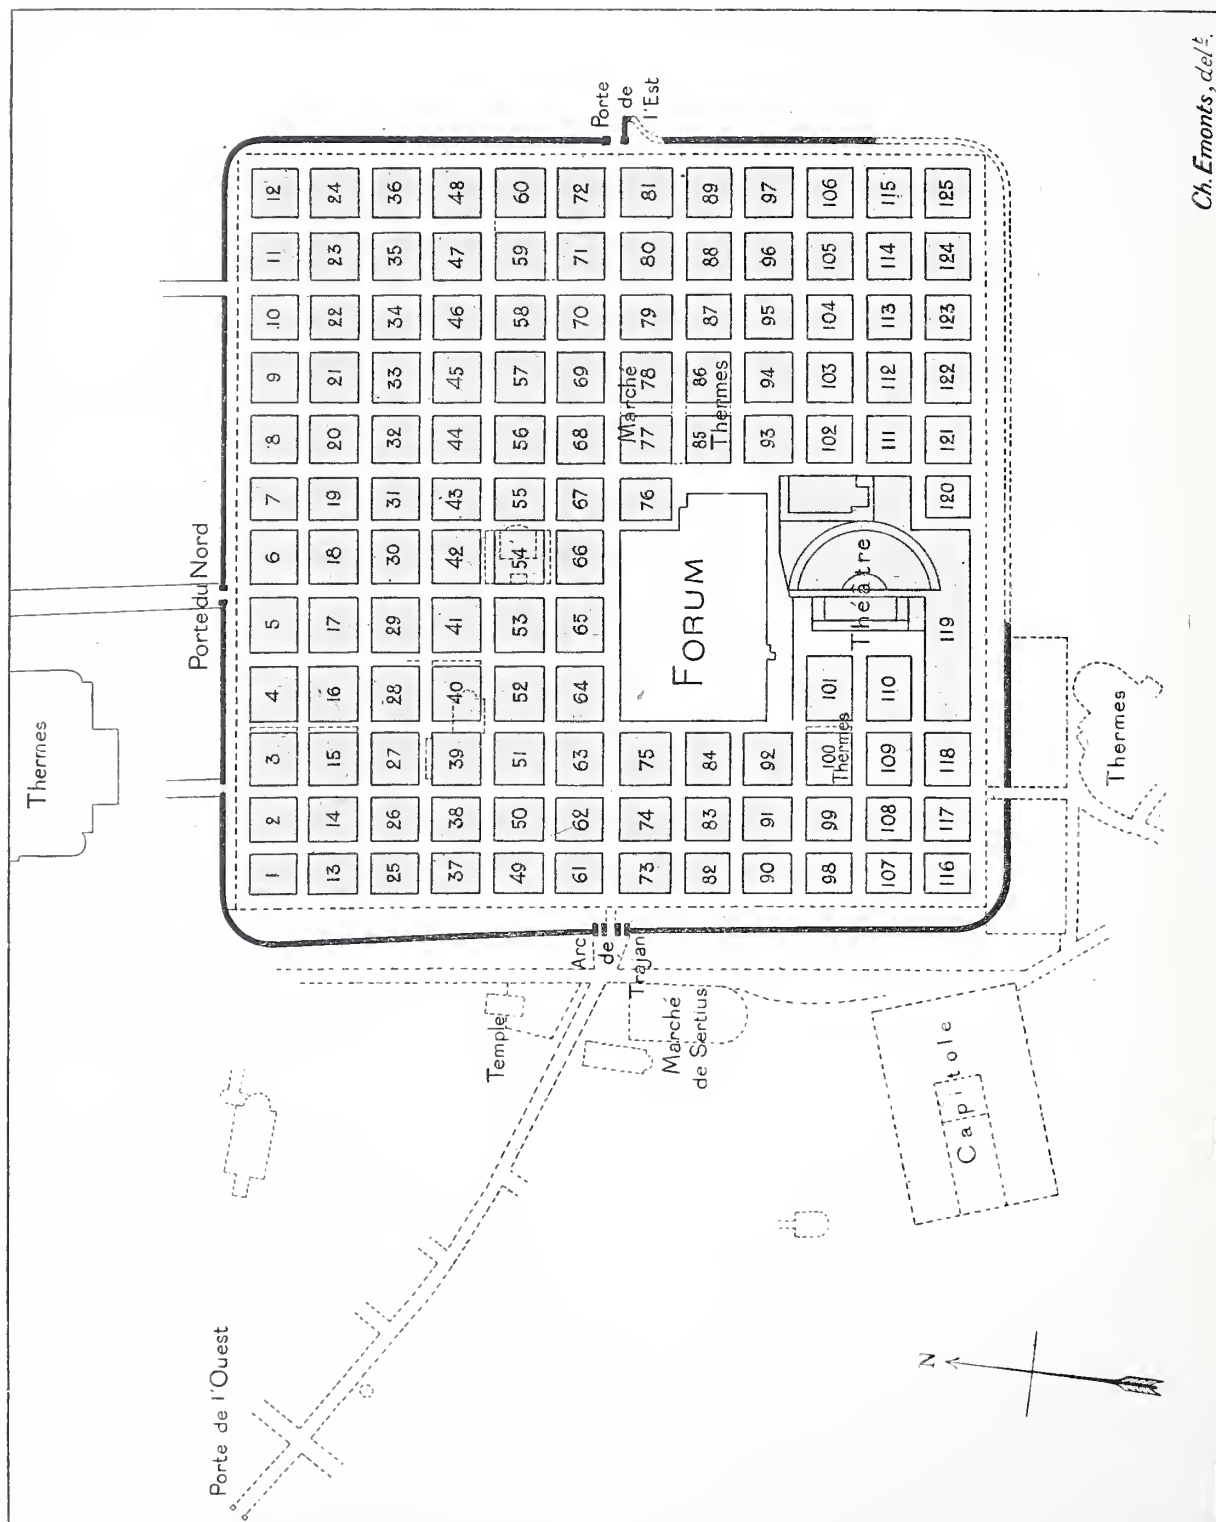 Thermes
Porte du Nord
1 2 3 4 5 6 7 8 9 10 11 12
13 14 15 16 17 18 19 20 21 22 23 24
25 26 27 28 29 30 31 32 33 34 35 36
37 38 39 40 41 42 43 44 45 46 47 48
49 50 51 52 53 54 55 56 57 58 59 60
61 62 63 64 65 66 67 68 69 70 71 72
73 74 75 76 77 78 79 80 81
Marché
82 83 84 85 86 87 88 89
Thermes
90 91 92 93 94 95 96 97
98 99 100 101 102 103 104 105 106
Thermes
107 108 109 110 111 112 113 114 115
116 117 118 119 120 121 122 123 124 125
FORUM
Théâtre
Porte
de
l'Est
Arc
de
Trajan
Temple
Marché
de Sertius
Capitole
Porte de l'Ouest
Thermes
N
Ch. Emonts, delt.